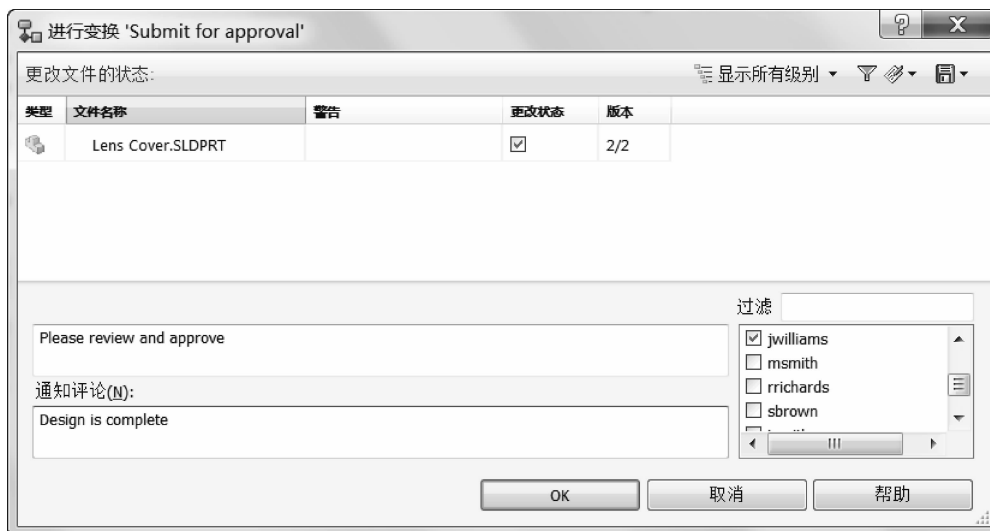 进行变换 'Submit for approval'
更改文件的状态:
显示所有级别
类型 文件名称 警告 更改状态 版本
Lens Cover.SLDPRT 2/2
过滤
Please review and approve
jwilliams
msmith
通知评论(N):
rrichards
Design is complete
sbrown
OK 取消 帮助